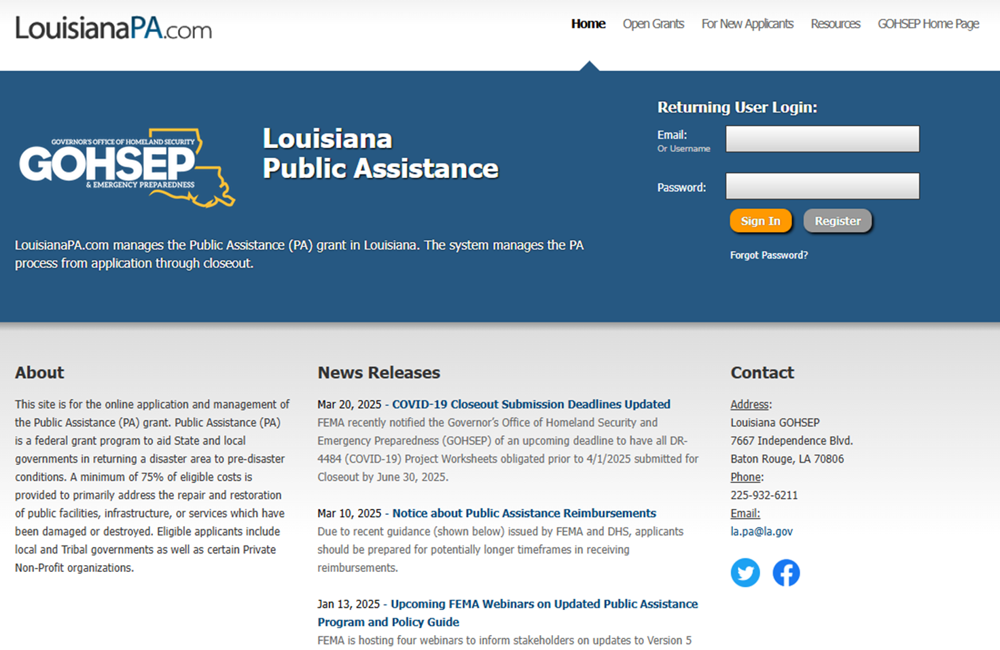 LouisianaPA.com
Home
Open Grants
For New Applicants
Resources
GOHSEP Home Page
GOVERNOR'S OFFICE OF HOMELAND SECURITY
GOHSEP
& EMERGENCY PREPAREDNESS
Louisiana
Public Assistance
LouisianaPA.com manages the Public Assistance (PA) grant in Louisiana. The system manages the PA
process from application through closeout.
Returning User Login:
Email:
Or Username
Password:
Sign In
Register
Forgot Password?
About
This site is for the online application and management of
the Public Assistance (PA) grant. Public Assistance (PA)
is a federal grant program to aid State and local
governments in returning a disaster area to pre-disaster
conditions. A minimum of 75% of eligible costs is
provided to primarily address the repair and restoration
of public facilities, infrastructure, or services which have
been damaged or destroyed. Eligible applicants include
local and Tribal governments as well as certain Private
Non-Profit organizations.
News Releases
Mar 20, 2025 - COVID-19 Closeout Submission Deadlines Updated
FEMA recently notified the Governor’s Office of Homeland Security and
Emergency Preparedness (GOHSEP) of an upcoming deadline to have all DR-
4484 (COVID-19) Project Worksheets obligated prior to 4/1/2025 submitted for
Closeout by June 30, 2025.
Mar 10, 2025 - Notice about Public Assistance Reimbursements
Due to recent guidance (shown below) issued by FEMA and DHS, applicants
should be prepared for potentially longer timeframes in receiving
reimbursements.
Jan 13, 2025 - Upcoming FEMA Webinars on Updated Public Assistance
Program and Policy Guide
FEMA is hosting four webinars to inform stakeholders on updates to Version 5
Contact
Address:
Louisiana GOHSEP
7667 Independence Blvd.
Baton Rouge, LA 70806
Phone:
225-932-6211
Email:
la.pa@la.gov